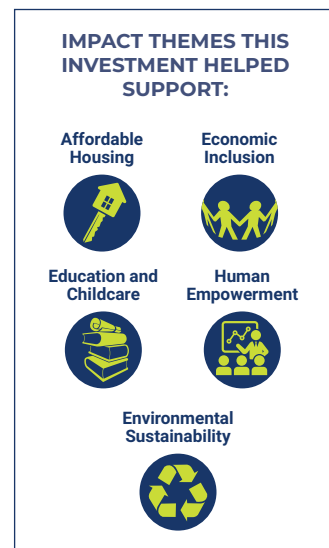 IMPACT THEMES THIS
INVESTMENT HELPED
SUPPORT:
Affordable
Housing
Economic
Inclusion
Education and
Childcare
Human
Empowerment
Environmental
Sustainability